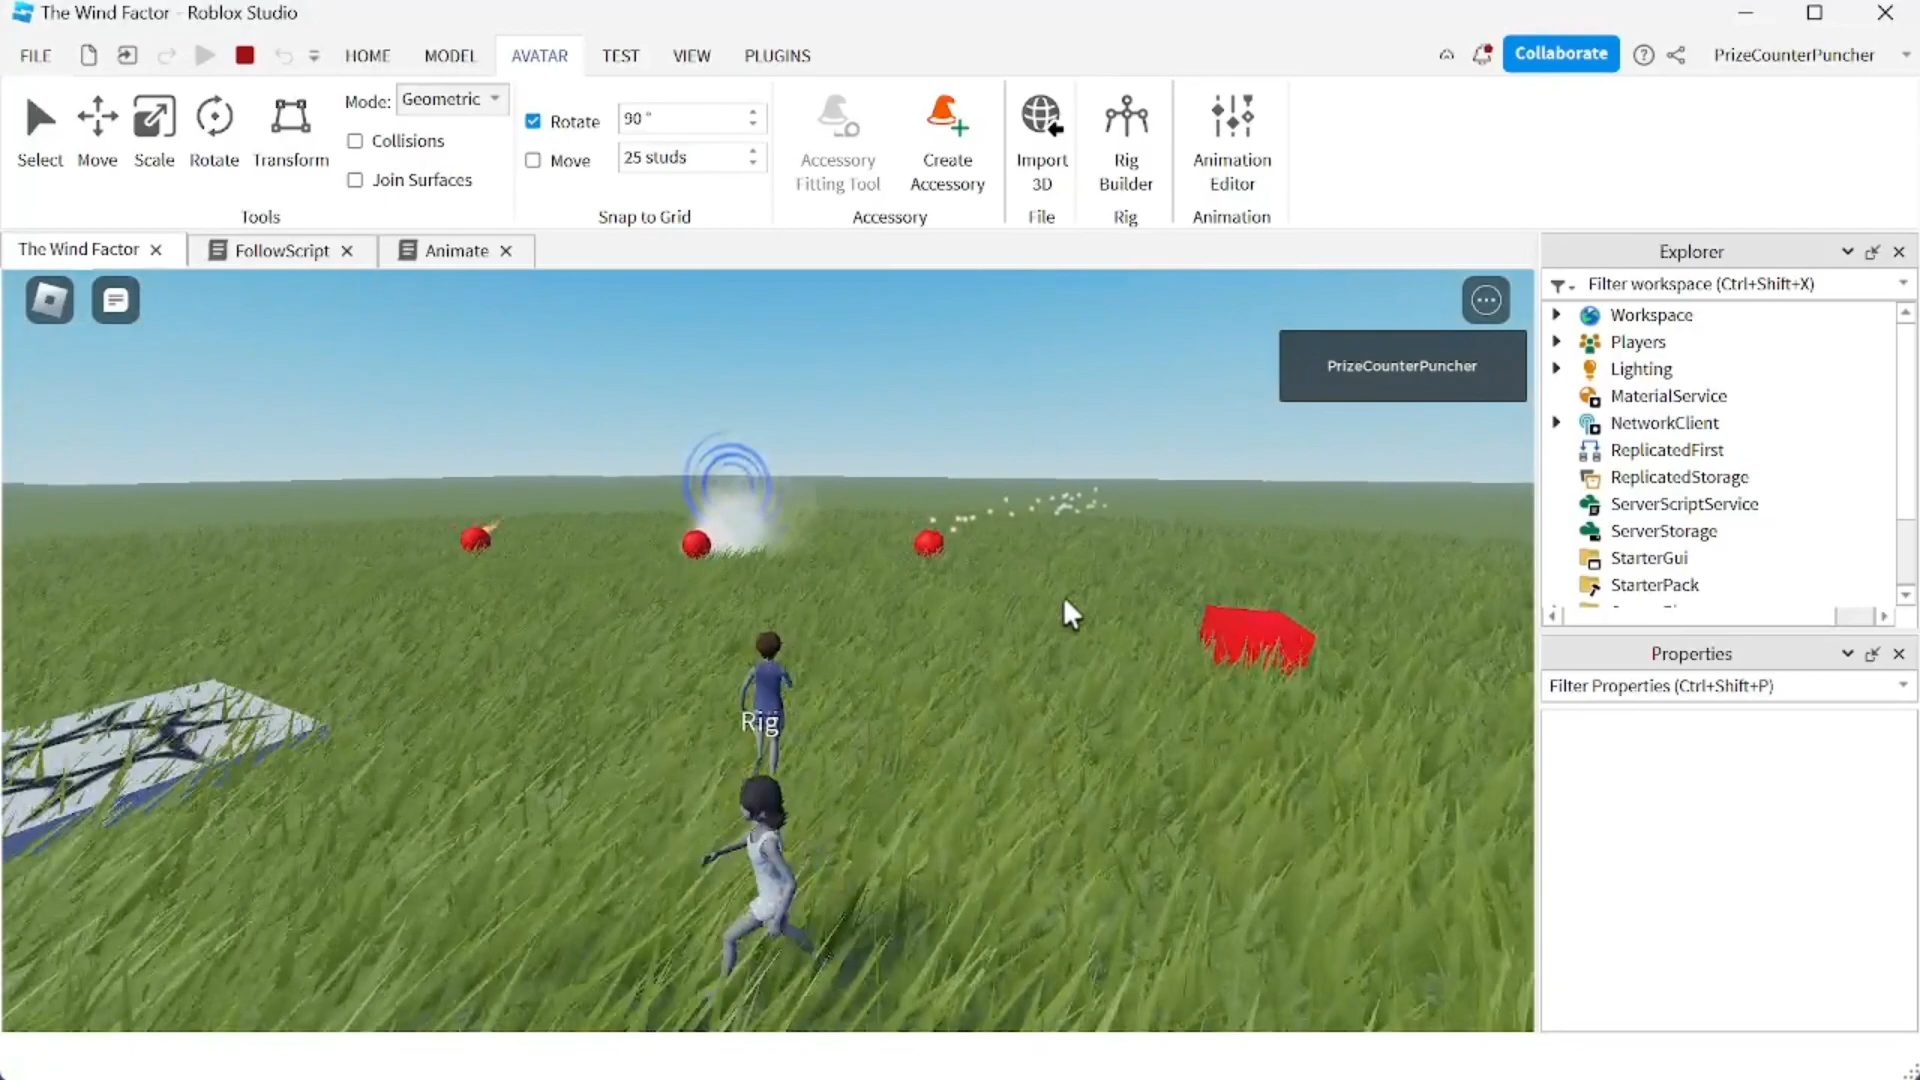 The Wind Factor - Roblox Studio
FILE HOME MODEL AVATAR TEST VIEW PLUGINS Collaborate PrizeCounterPuncher
Select Move Scale Rotate Transform
Mode: Geometric
Collisions
Join Surfaces
Tools
Rotate 90 °
Move 25 studs
Snap to Grid
Accessory Fitting Tool
Create Accessory
Accessory
Import 3D
File
Rig Builder
Rig
Animation Editor
Animation
The Wind Factor FollowScript Animate
PrizeCounterPuncher
Rig
Explorer
Filter workspace (Ctrl+Shift+X)
Workspace
Players
Lighting
MaterialService
NetworkClient
ReplicatedFirst
ReplicatedStorage
ServerScriptService
ServerStorage
StarterGui
StarterPack
Properties
Filter Properties (Ctrl+Shift+P)